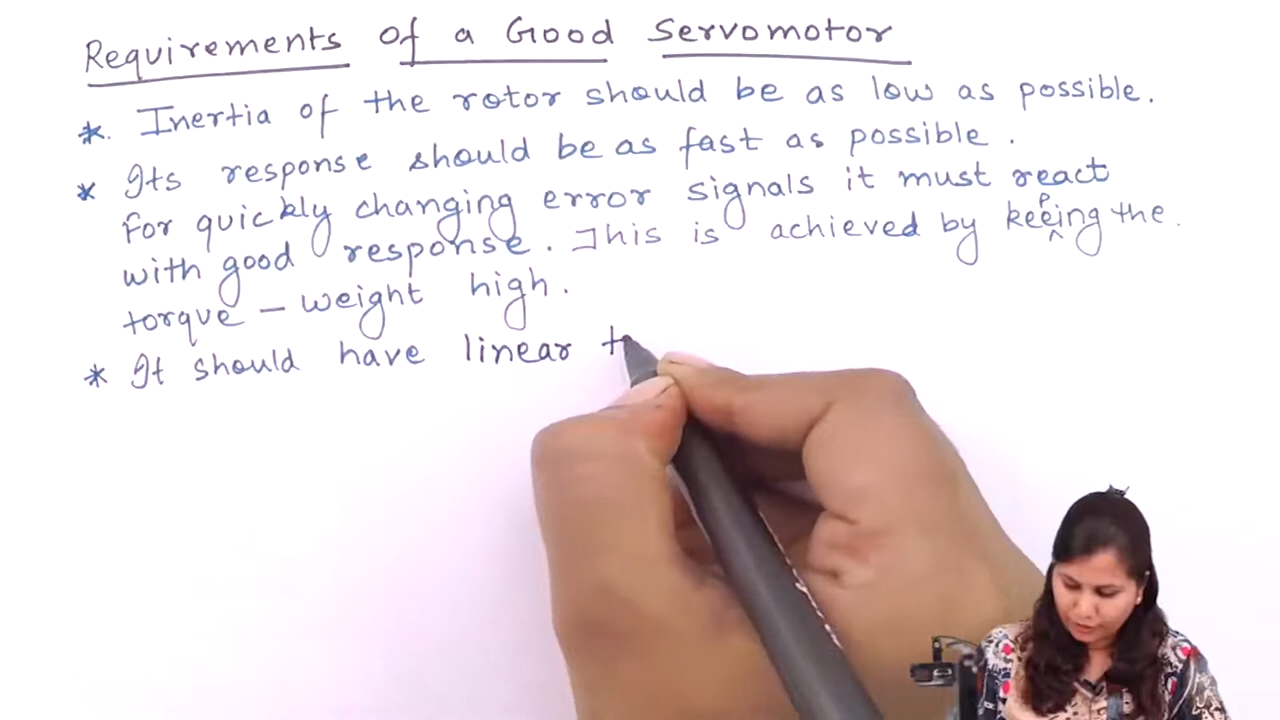 Requirements of a Good Servomotor
*. Inertia of the rotor should be as low as possible.
* Its response should be as fast as possible.
For quickly changing error signals it must react
with good response. This is achieved by keeping the
torque - weight high.
* It should have linear t